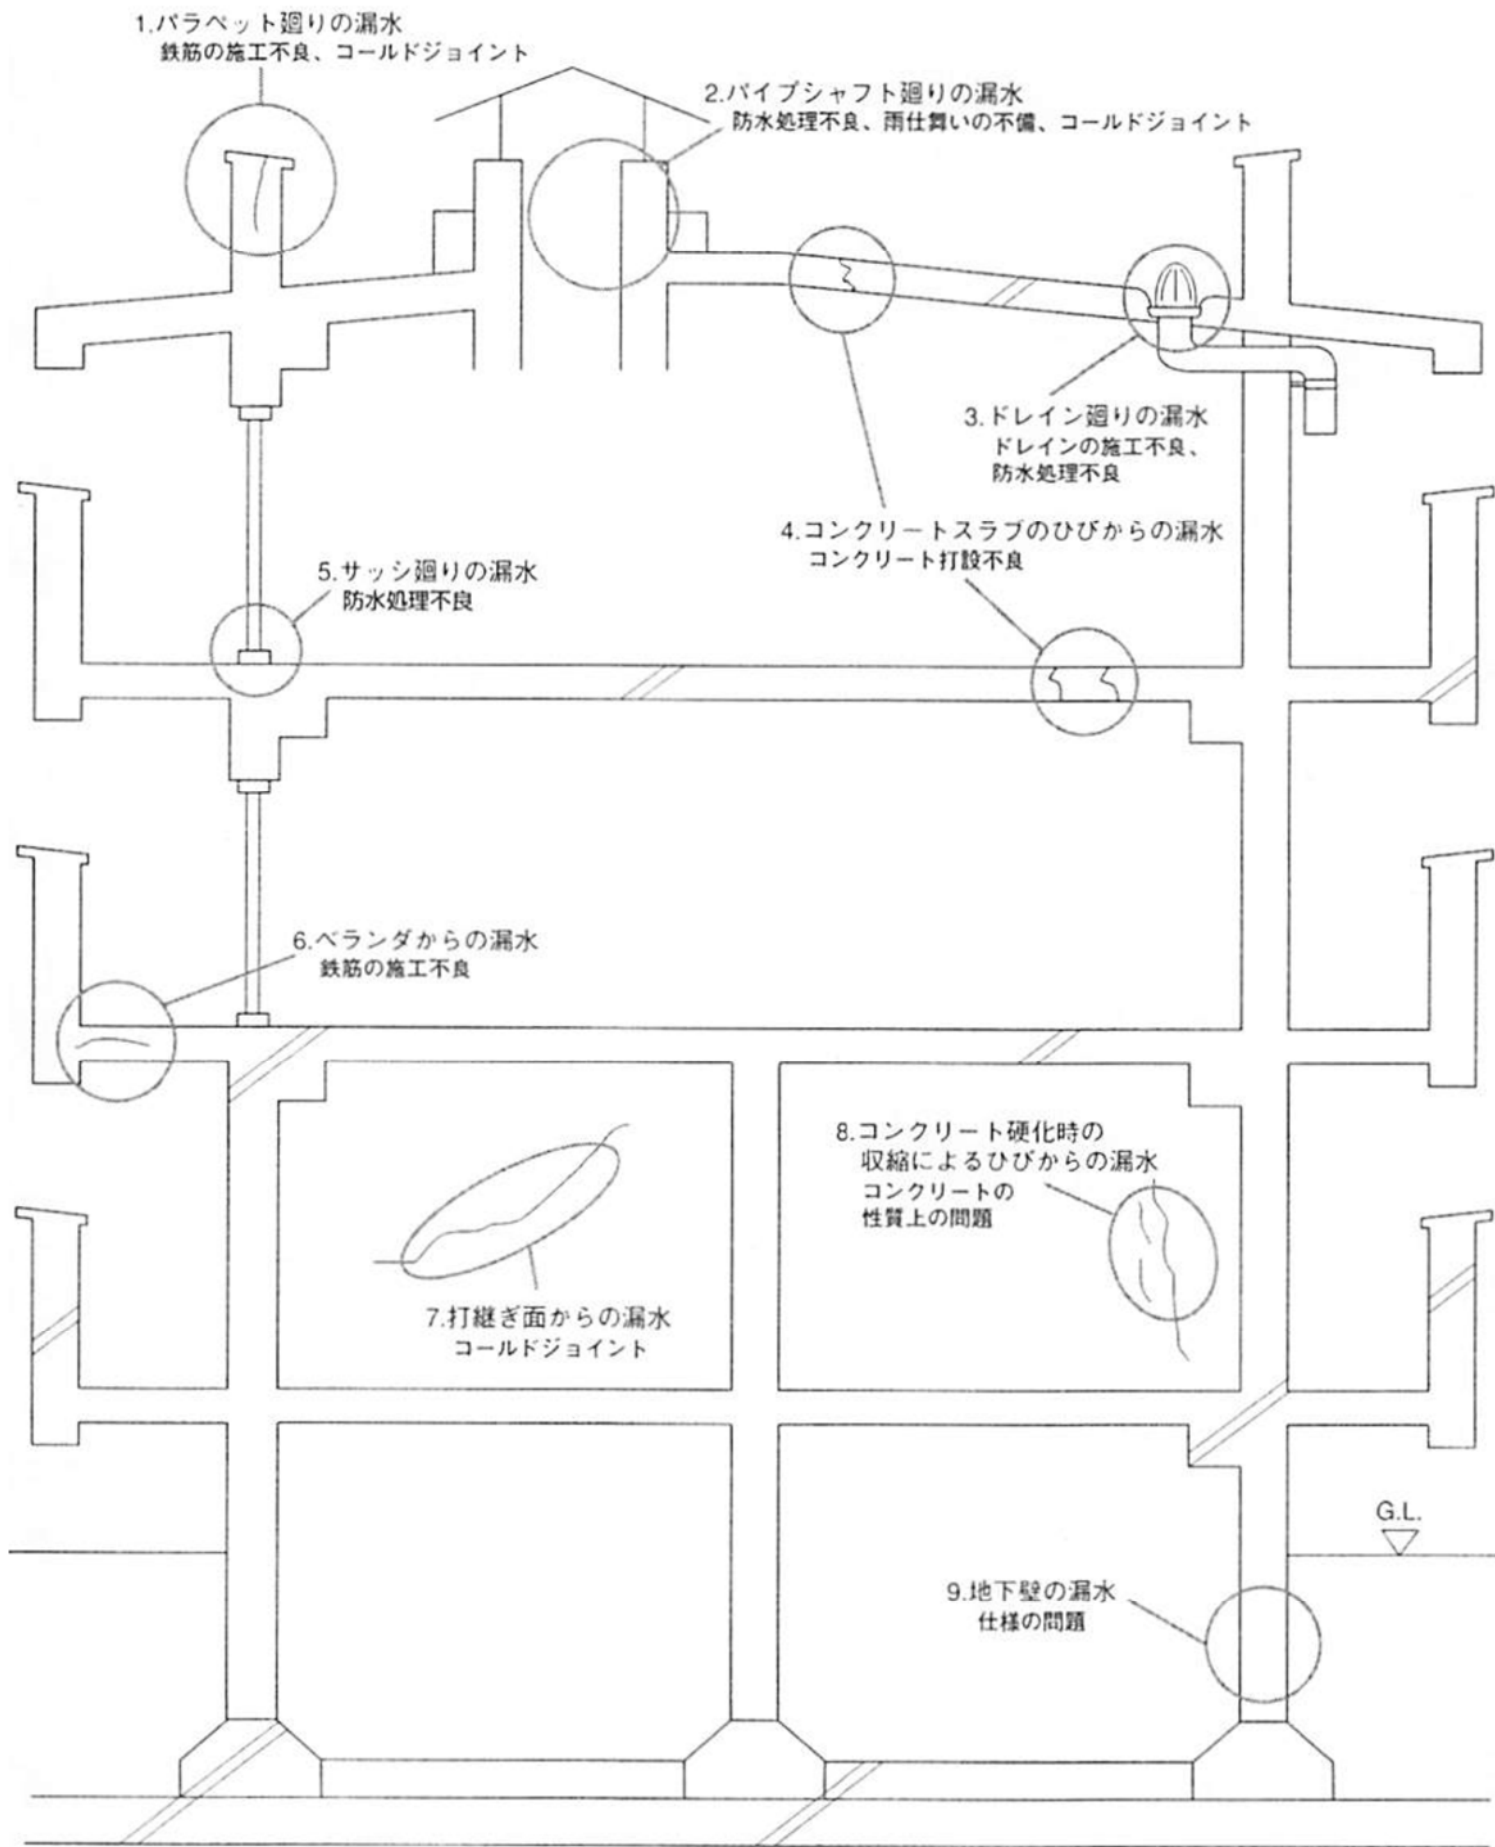 1.パラペット廻りの漏水
鉄筋の施工不良、コールドジョイント
2.パイプシャフト廻りの漏水
防水処理不良、雨仕舞いの不備、コールドジョイント
3.ドレイン廻りの漏水
ドレインの施工不良、
防水処理不良
4.コンクリートスラブのひびからの漏水
コンクリート打設不良
5.サッシ廻りの漏水
防水処理不良
6.ベランダからの漏水
鉄筋の施工不良
7.打継ぎ面からの漏水
コールドジョイント
8.コンクリート硬化時の
収縮によるひびからの漏水
コンクリートの
性質上の問題
G.L.
9.地下壁の漏水
仕様の問題